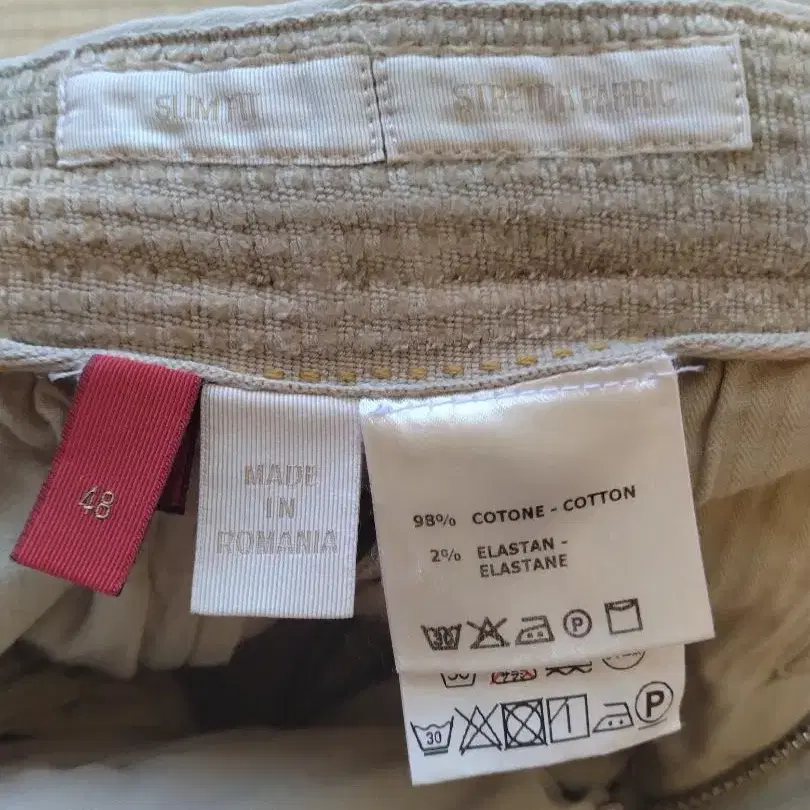 SLIM FIT
STRETCH FABRIC
48
MADE
IN
ROMANIA
98% COTONE - COTTON
2% ELASTAN -
ELASTANE
30
P
30
P